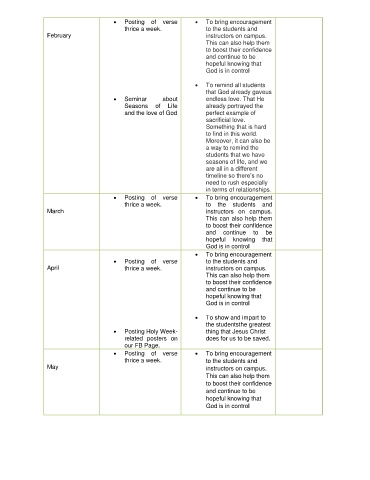 February
• Posting of verse
thrice a week.
• Seminar about
Seasons of Life
and the love of God
• To bring encouragement
to the students and
instructors on campus.
This can also help them
to boost their confidence
and continue to be
hopeful knowing that
God is in control
• To remind all students
that God already gaveus
endless love. That He
already portrayed the
perfect example of
sacrificial love.
Something that is hard
to find in this world.
Moreover, it can also be
a way to remind the
students that we have
seasons of life, and we
are all in a different
timeline so there's no
need to rush especially
in terms of relationships.
March
• Posting of verse
thrice a week.
• To bring encouragement
to the students and
instructors on campus.
This can also help them
to boost their confidence
and continue to be
hopeful knowing that
God is in control
April
• Posting of verse
thrice a week.
• Posting Holy Week-
related posters on
our FB Page.
• To bring encouragement
to the students and
instructors on campus.
This can also help them
to boost their confidence
and continue to be
hopeful knowing that
God is in control
• To show and impart to
the studentsthe greatest
thing that Jesus Christ
does for us to be saved.
May
• Posting of verse
thrice a week.
• To bring encouragement
to the students and
instructors on campus.
This can also help them
to boost their confidence
and continue to be
hopeful knowing that
God is in control